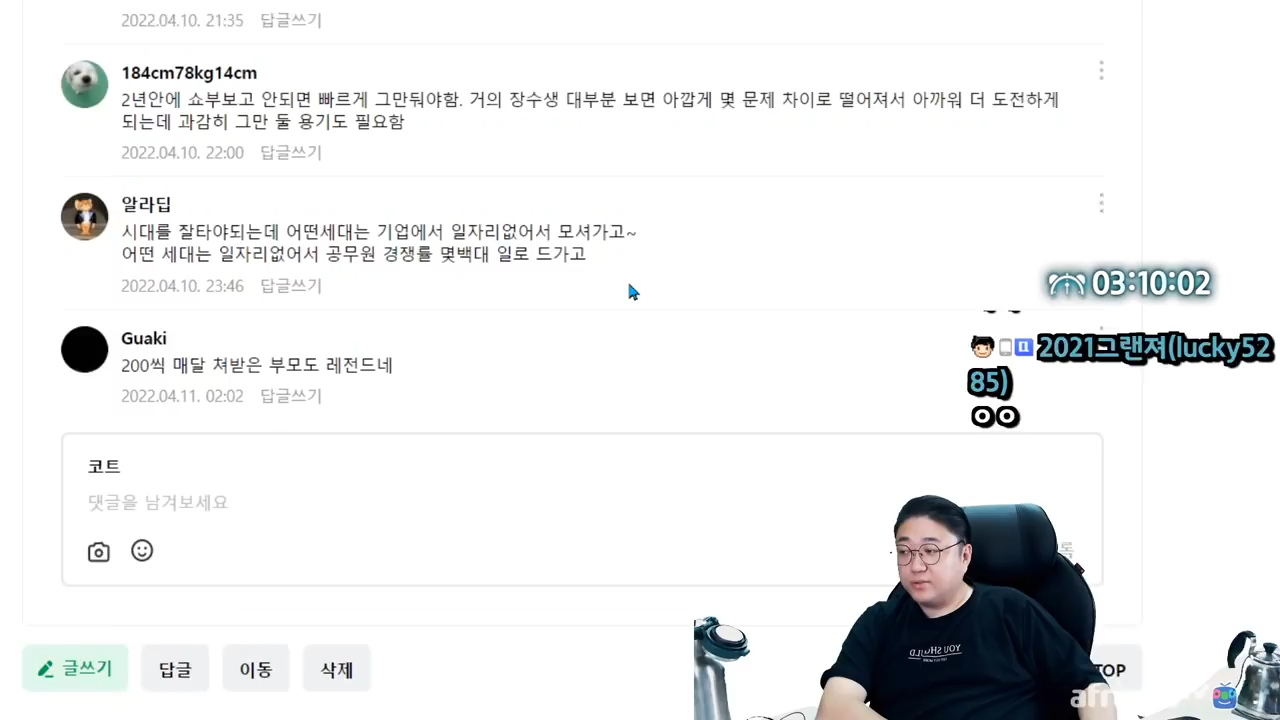 2022.04.10. 21:35 답글쓰기
184cm78kg14cm
2년안에 쇼부보고 안되면 빠르게 그만둬야함. 거의 장수생 대부분 보면 아깝게 몇 문제 차이로 떨어져서 아까워 더 도전하게
되는데 과감히 그만 둘 용기도 필요함
2022.04.10. 22:00 답글쓰기
알라딥
시대를 잘타야되는데 어떤세대는 기업에서 일자리없어서 모셔가고~
어떤 세대는 일자리없어서 공무원 경쟁률 몇백대 일로 드가고
2022.04.10. 23:46 답글쓰기
03:10:02
Guaki
200씩 매달 쳐받은 부모도 레전드네
2022.04.11. 02:02 답글쓰기
2021그랜져(lucky52
85)
코트
댓글을 남겨보세요
록
YOU SHOULD
글쓰기
답글
이동
삭제
TOP